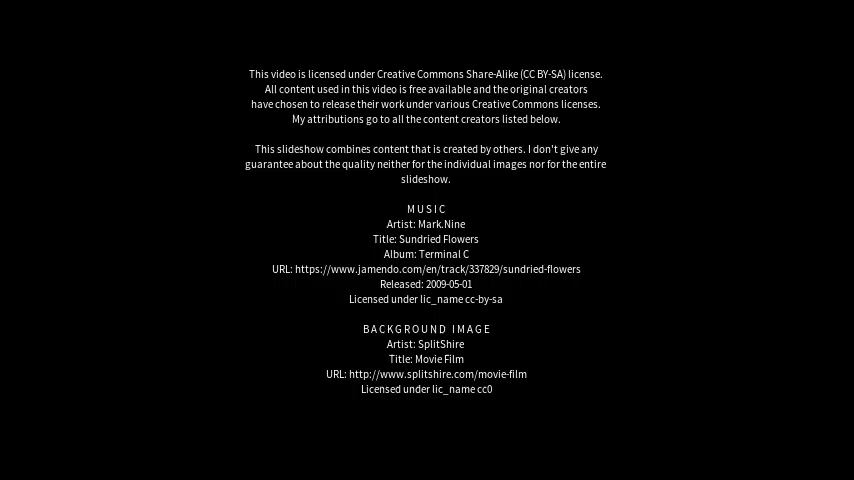 This video is licensed under Creative Commons Share-Alike (CC BY-SA) license.
All content used in this video is free available and the original creators
have chosen to release their work under various Creative Commons licenses.
My attributions go to all the content creators listed below.
This slideshow combines content that is created by others. I don't give any
guarantee about the quality neither for the individual images nor for the entire
slideshow.
MUSIC
Artist: Mark.Nine
Title: Sundried Flowers
Album: Terminal C
URL: https://www.jamendo.com/en/track/337829/sundried-flowers
Released: 2009-05-01
Licensed under lic_name cc-by-sa
BACKGROUND IMAGE
Artist: SplitShire
Title: Movie Film
URL: http://www.splitshire.com/movie-film
Licensed under lic_name cc0